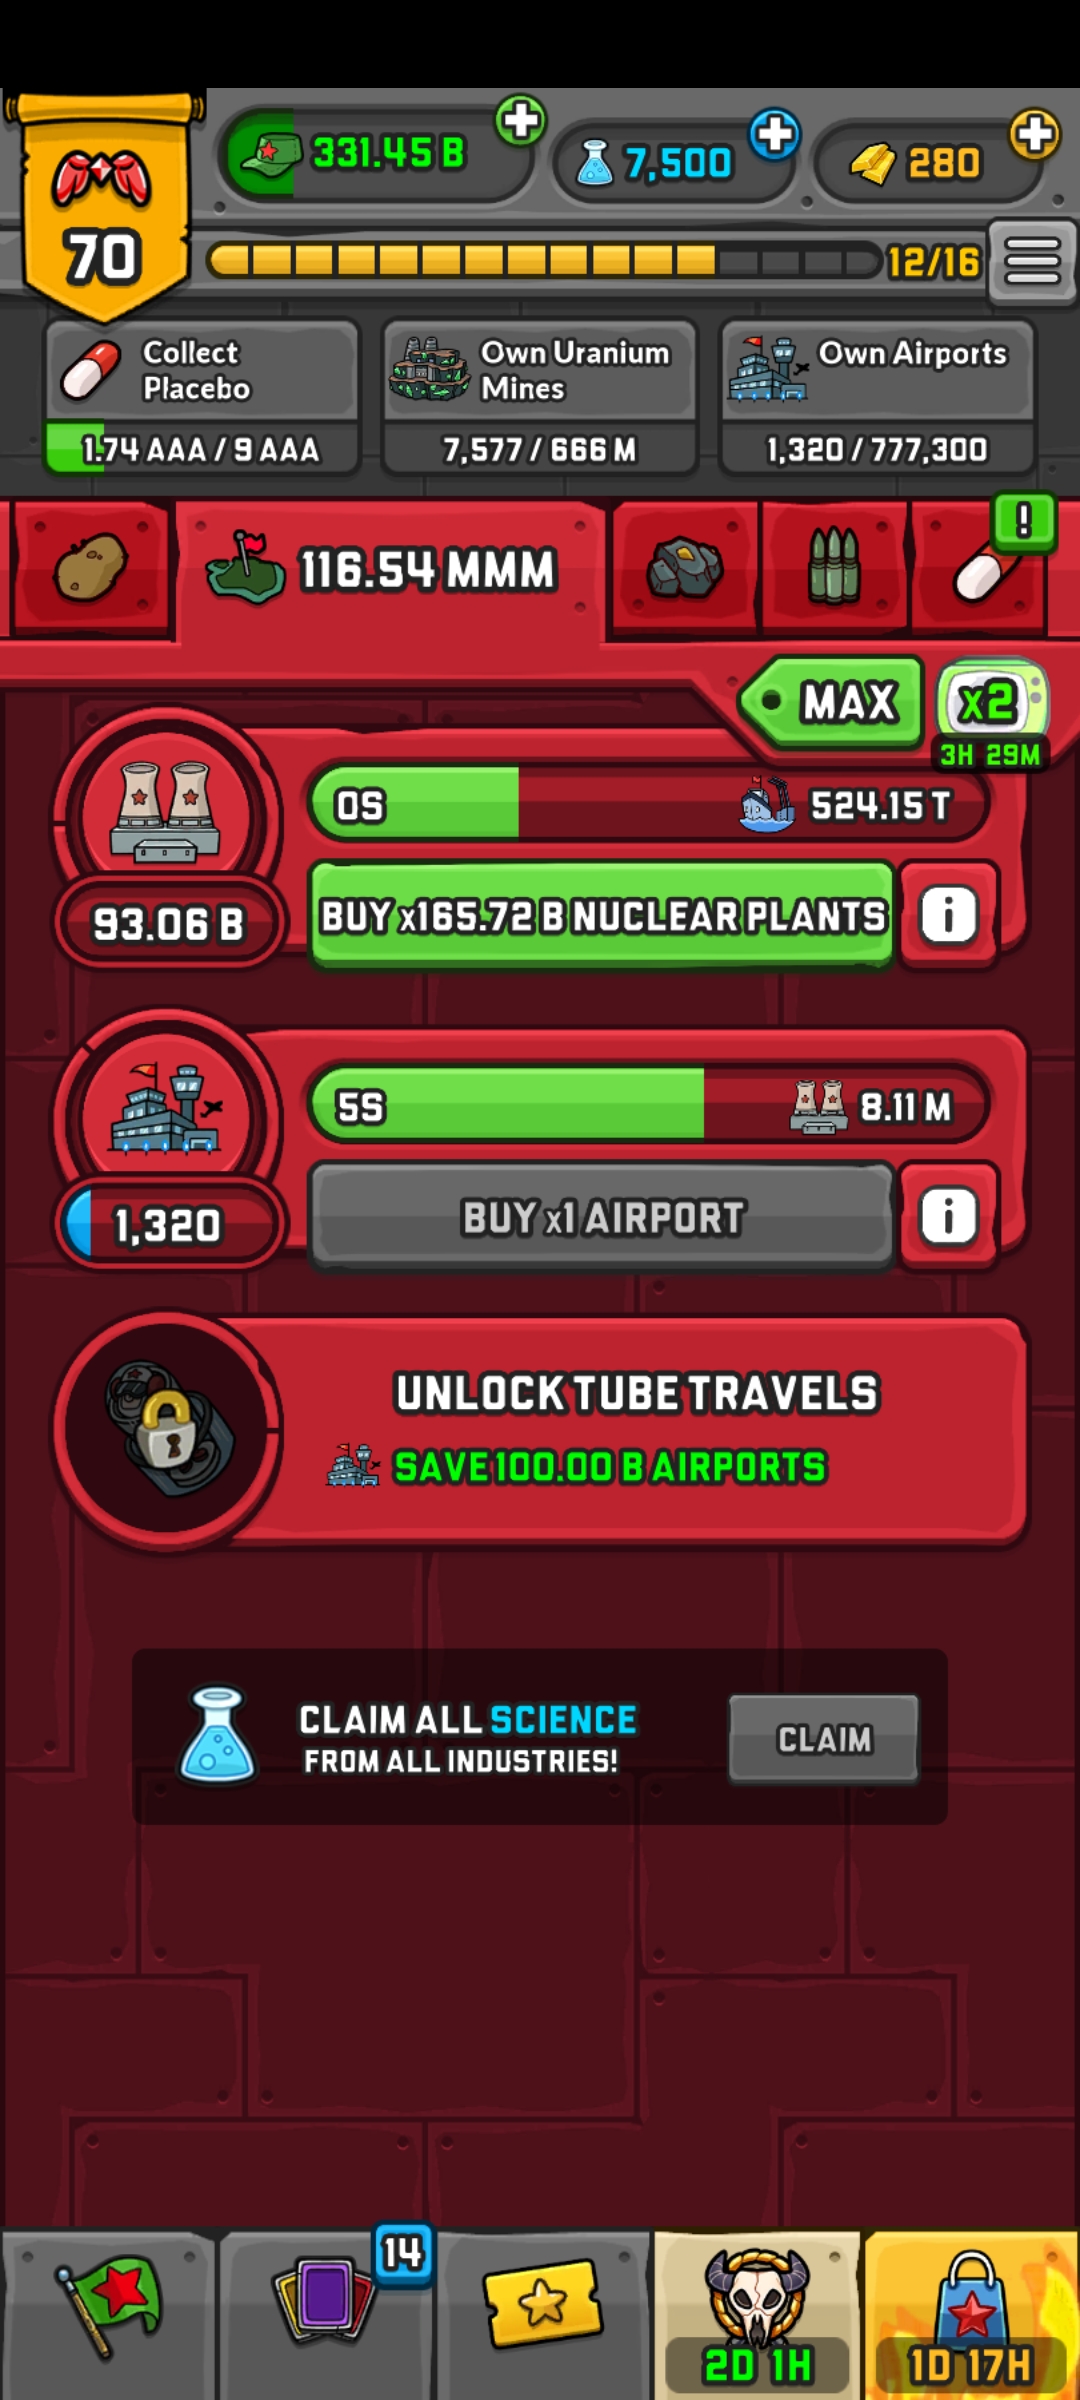 331.45 B
7,500
280
70
12/16
Collect
Placebo
1.74 AAA / 9 AAA
Own Uranium
Mines
7,577 / 666 M
Own Airports
1,320 / 777,300
116.54 MMM
!
MAX
x2
3H 29M
0S
524.15 T
93.06 B
BUY x165.72 B NUCLEAR PLANTS
i
5S
8.11 M
1,320
BUY x1 AIRPORT
i
UNLOCK TUBE TRAVELS
SAVE 100.00 B AIRPORTS
CLAIM ALL SCIENCE
FROM ALL INDUSTRIES!
CLAIM
14
2D 1H
1D 17H